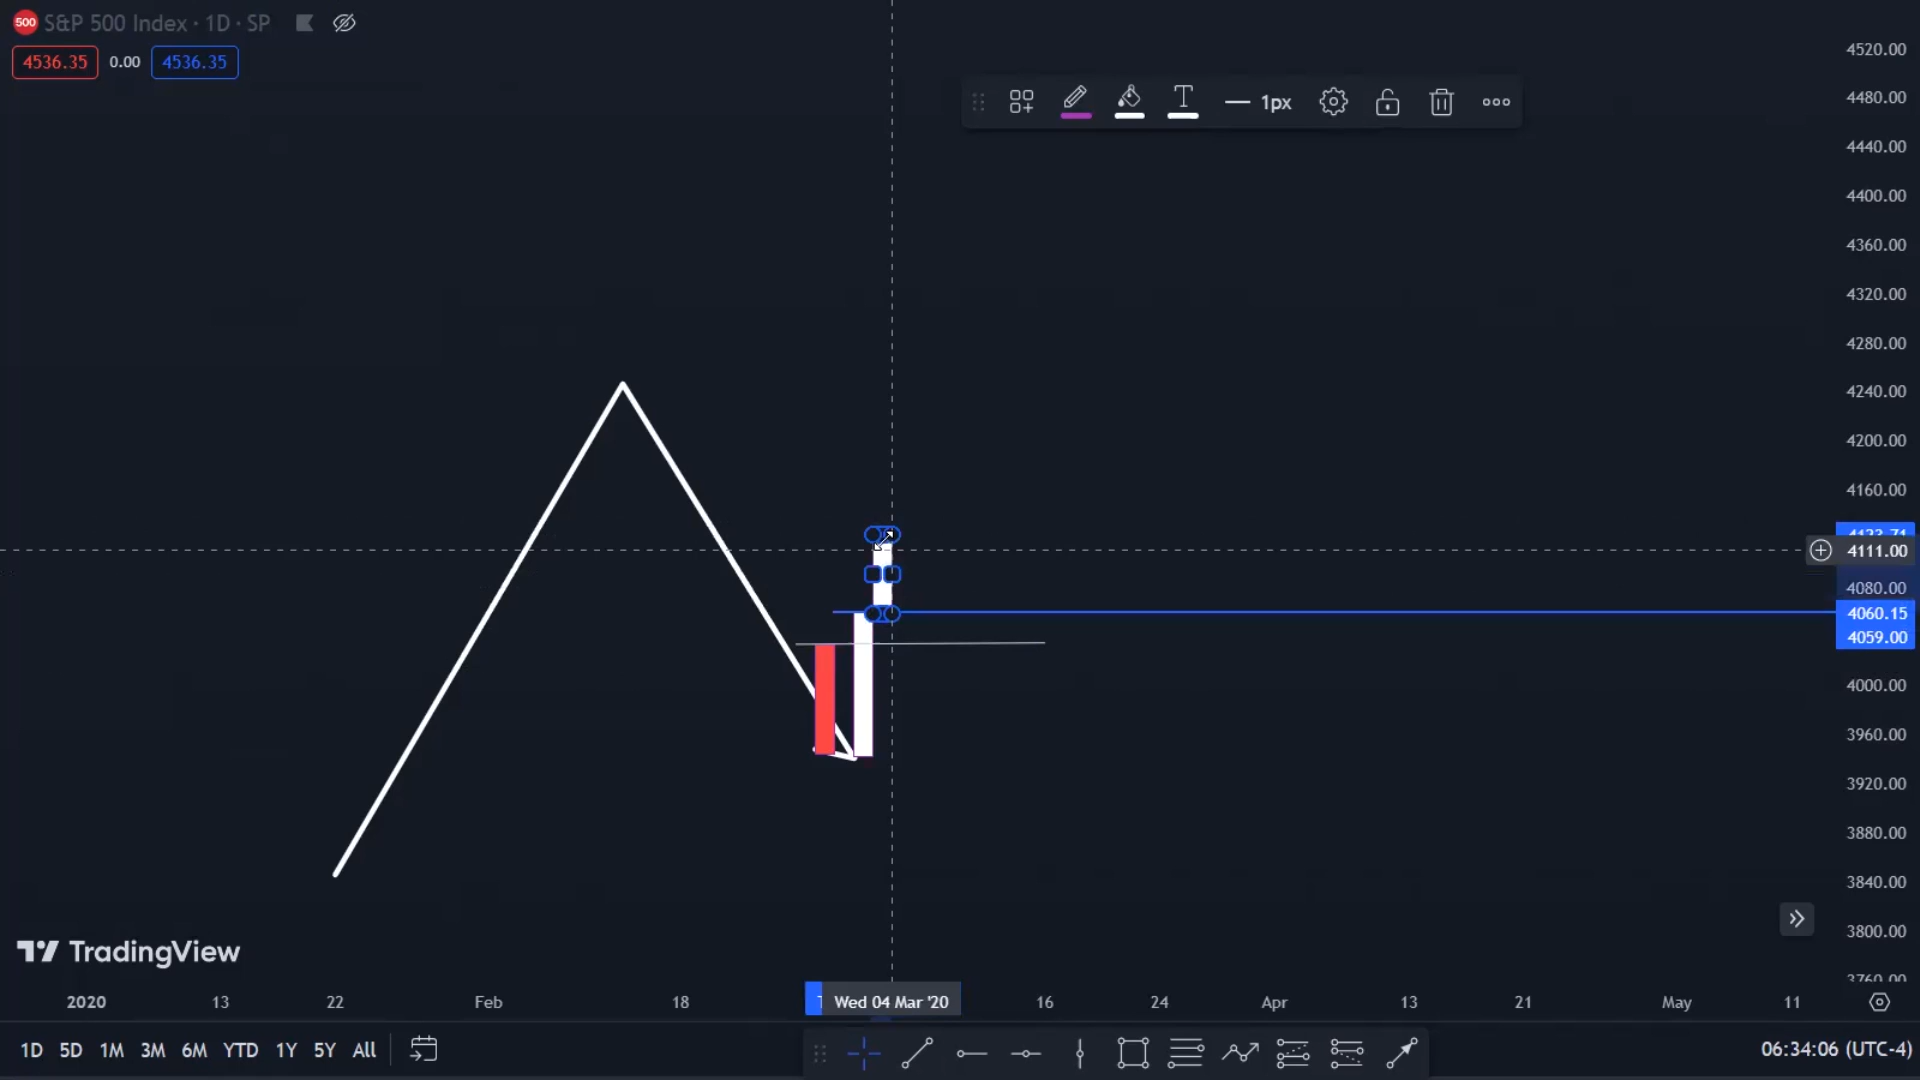 500 S&P 500 Index · 1D · SP
4536.35 0.00 4536.35
1px
4520.00
4480.00
4440.00
4400.00
4360.00
4320.00
4280.00
4240.00
4200.00
4160.00
4111.00
4080.00
4060.15
4059.00
4000.00
3960.00
3920.00
3880.00
3840.00
3800.00
TradingView
2020 13 22 Feb 18 Wed 04 Mar '20 16 24 Apr 13 21 May 11
1D 5D 1M 3M 6M YTD 1Y 5Y All
06:34:06 (UTC-4)